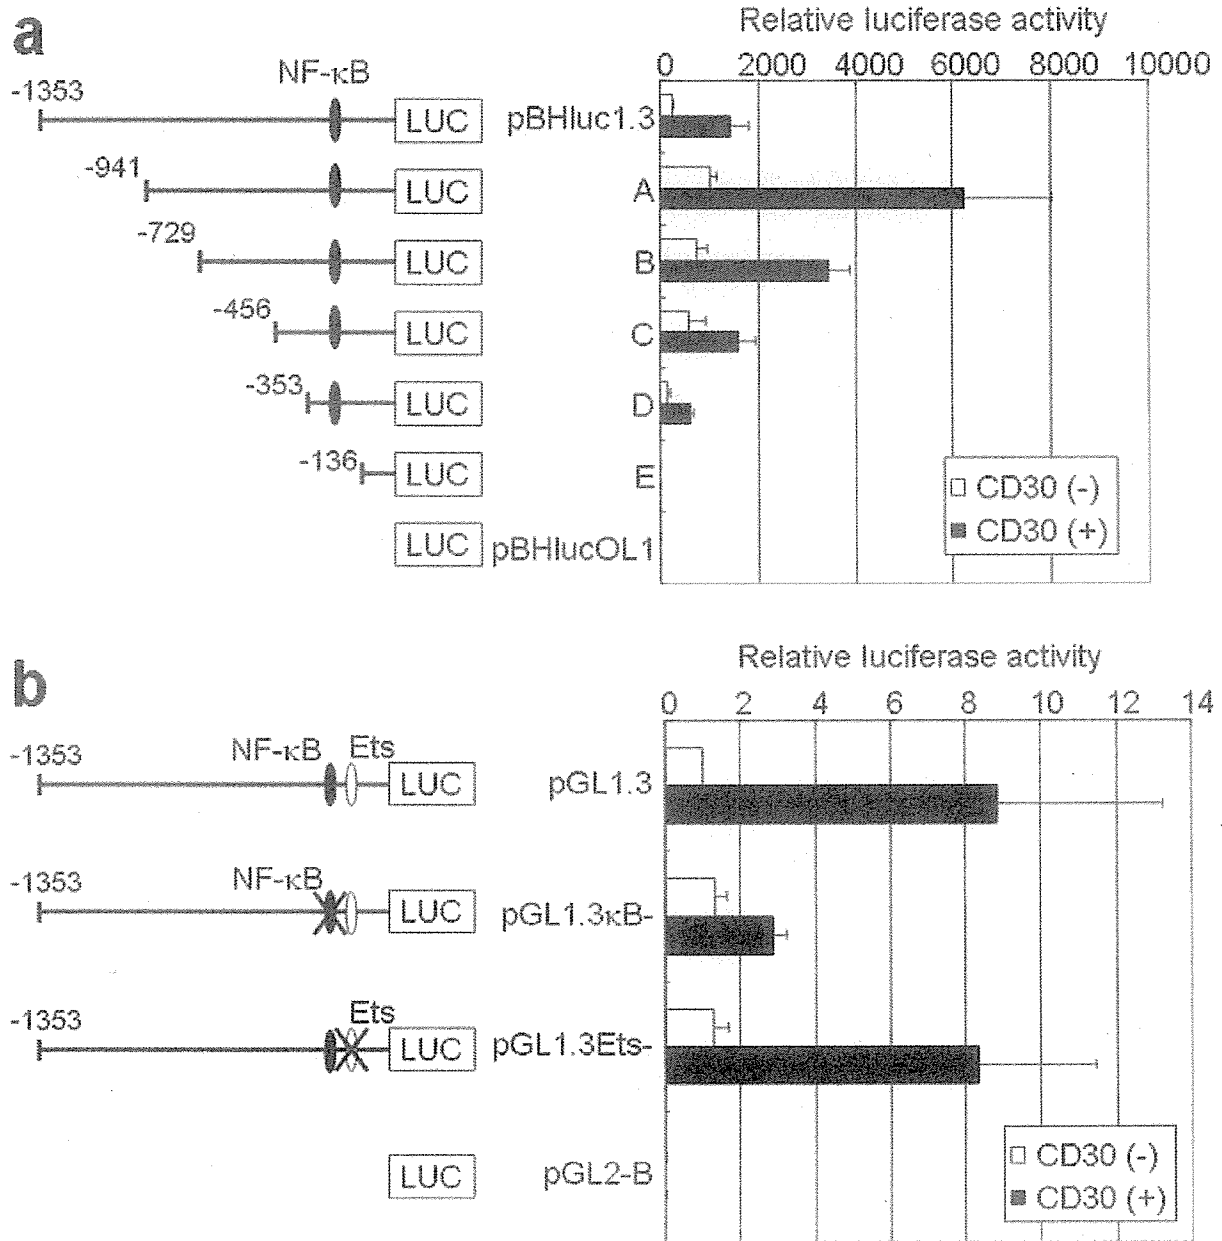 a
Relative luciferase activity
0 2000 4000 6000 8000 10000
NF-κB
-1353
LUC
pBHluc1.3
-941
LUC
A
-729
LUC
B
-456
LUC
C
-353
LUC
D
-136
LUC
E
LUC
pBHlucOL1
CD30 (-)
CD30 (+)
b
Relative luciferase activity
0 2 4 6 8 10 12 14
-1353
NF-κB
Ets
LUC
pGL1.3
-1353
NF-κB
LUC
pGL1.3κB-
-1353
Ets
LUC
pGL1.3Ets-
LUC
pGL2-B
CD30 (-)
CD30 (+)